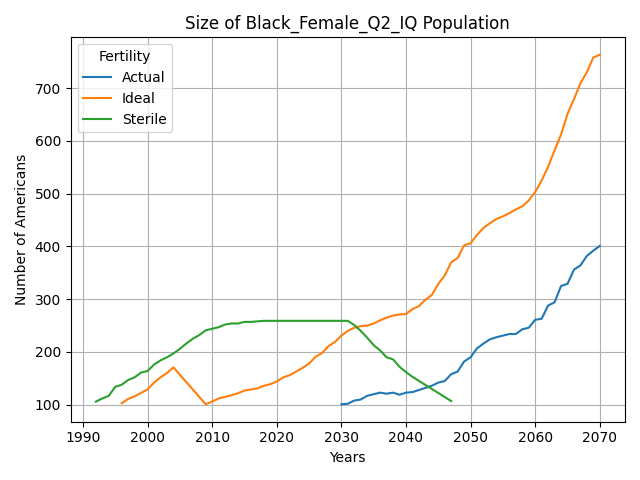 Size of Black_Female_Q2_IQ Population
Fertility
Actual
Ideal
Sterile
Number of Americans
700
600
500
400
300
200
100
1990 2000 2010 2020 2030 2040 2050 2060 2070
Years